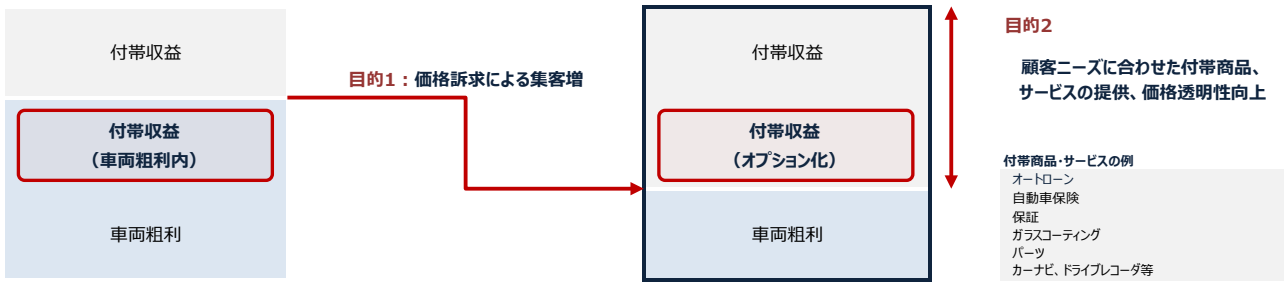 付帯収益
付帯収益
（車両粗利内）
車両粗利
目的1：価格訴求による集客増
付帯収益
付帯収益
（オプション化）
車両粗利
目的2
顧客ニーズに合わせた付帯商品、
サービスの提供、価格透明性向上
付帯商品・サービスの例
オートローン
自動車保険
保証
ガラスコーティング
パーツ
カーナビ、ドライブレコーダ等